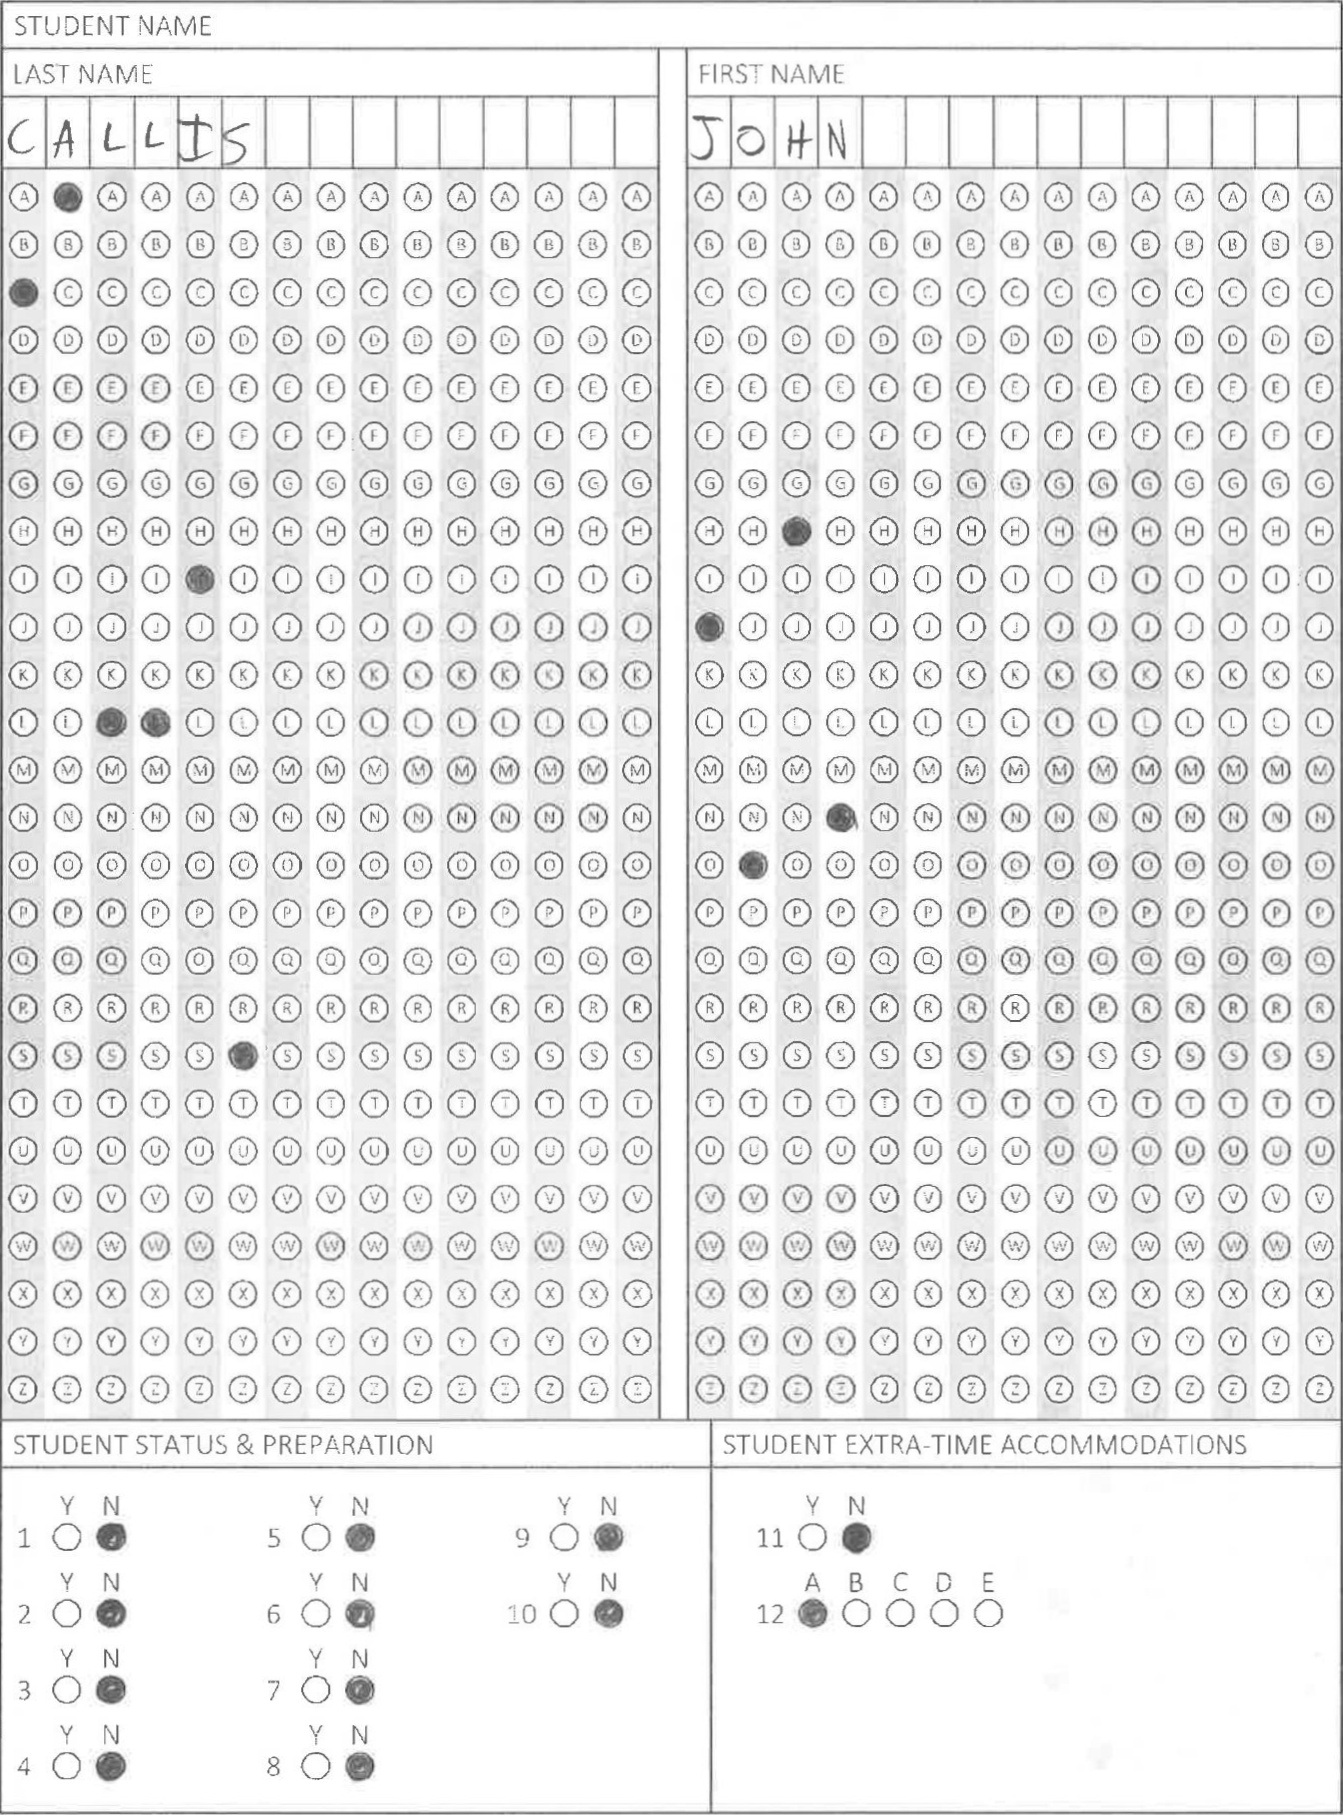 STUDENT NAME
LAST NAME FIRST NAME
CALLIS JOHN
A A A A A A A A A A A A A A A A A A A A A A A A A A A A A
B B B B B B B B B B B B B B B B B B B B B B B B B B B B B B
C C C C C C C C C C C C C C C C C C C C C C C C C C C C C
D D D D D D D D D D D D D D D D D D D D D D D D D D D D D D
E E E E E E E E E E E E E E E E E E E E E E E E E E E E E E
F F F F F F F F F F F F F F F F F F F F F F F F F F F F F F
G G G G G G G G G G G G G G G G G G G G G G G G G G G G G G
H H H H H H H H H H H H H H H H H H H H H H H H H H H H H
I I I I I I I I I I I I I I I I I I I I I I I I I I I I I
J J J J J J J J J J J J J J J J J J J J J J J J J J J J J
K K K K K K K K K K K K K K K K K K K K K K K K K K K K K K
L L L L L L L L L L L L L L L L L L L L L L L L L L L L
M M M M M M M M M M M M M M M M M M M M M M M M M M M M M M
N N N N N N N N N N N N N N N N N N N N N N N N N N N N N
O O O O O O O O O O O O O O O O O O O O O O O O O O O O O
P P P P P P P P P P P P P P P P P P P P P P P P P P P P P P
Q Q Q Q Q Q Q Q Q Q Q Q Q Q Q Q Q Q Q Q Q Q Q Q Q Q Q Q Q Q
R R R R R R R R R R R R R R R R R R R R R R R R R R R R R R
S S S S S S S S S S S S S S S S S S S S S S S S S S S S S
T T T T T T T T T T T T T T T T T T T T T T T T T T T T T T
U U U U U U U U U U U U U U U U U U U U U U U U U U U U U U
V V V V V V V V V V V V V V V V V V V V V V V V V V V V V V
W W W W W W W W W W W W W W W W W W W W W W W W W W W W W W
X X X X X X X X X X X X X X X X X X X X X X X X X X X X X X
Y Y Y Y Y Y Y Y Y Y Y Y Y Y Y Y Y Y Y Y Y Y Y Y Y Y Y Y Y Y
Z Z Z Z Z Z Z Z Z Z Z Z Z Z Z Z Z Z Z Z Z Z Z Z Z Z Z Z Z Z
STUDENT STATUS & PREPARATION
Y N
1
Y N
2
Y N
3
Y N
4
Y N
5
Y N
6
Y N
7
Y N
8
Y N
9
Y N
10
STUDENT EXTRA-TIME ACCOMMODATIONS
Y N
11
A B C D E
12